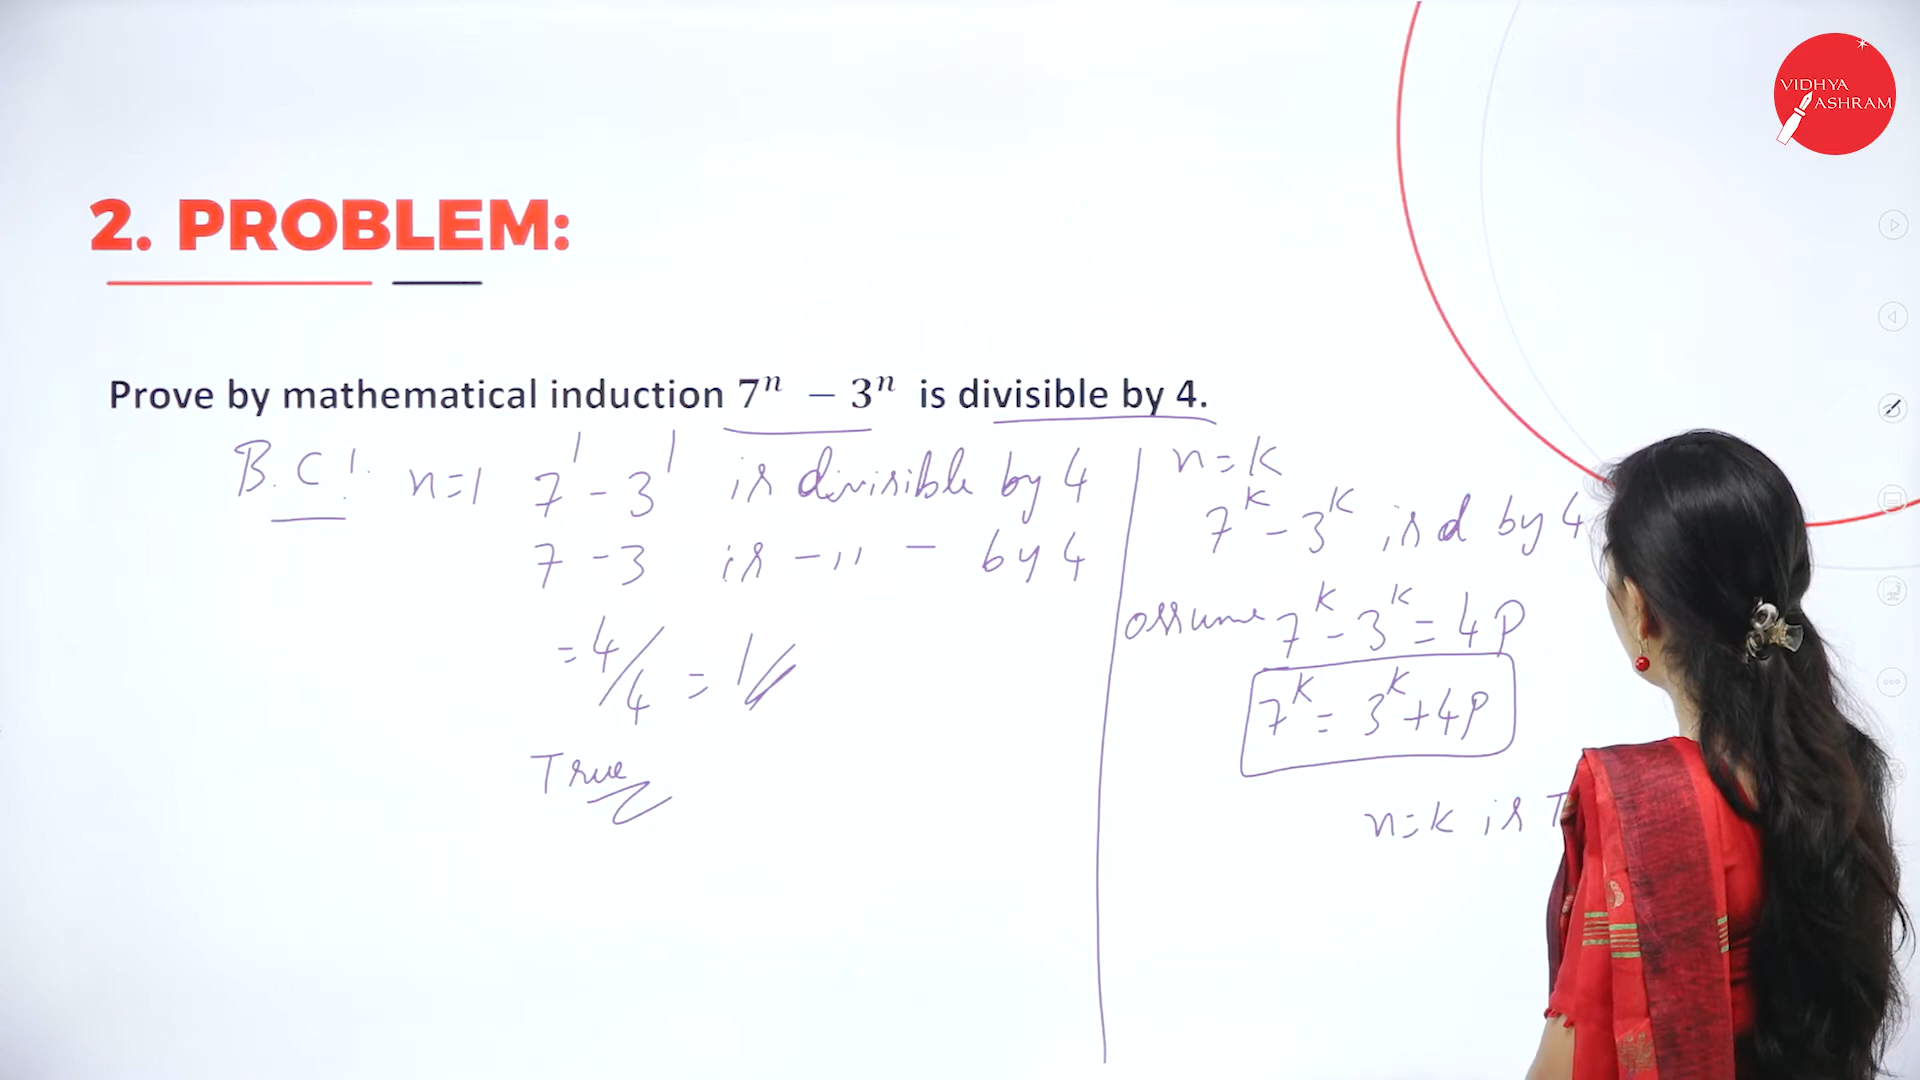 VIDHYA
ASHRAM
2. PROBLEM:
Prove by mathematical induction 7ⁿ − 3ⁿ is divisible by 4.
B.C!. n=1 7¹ - 3¹ is divisible by 4
7 - 3 is -〃- by 4
= 4/4 = 1
True
n=k
7ᵏ - 3ᵏ is d by 4
assume 7ᵏ - 3ᵏ = 4P
7ᵏ = 3ᵏ + 4P
n=k is T